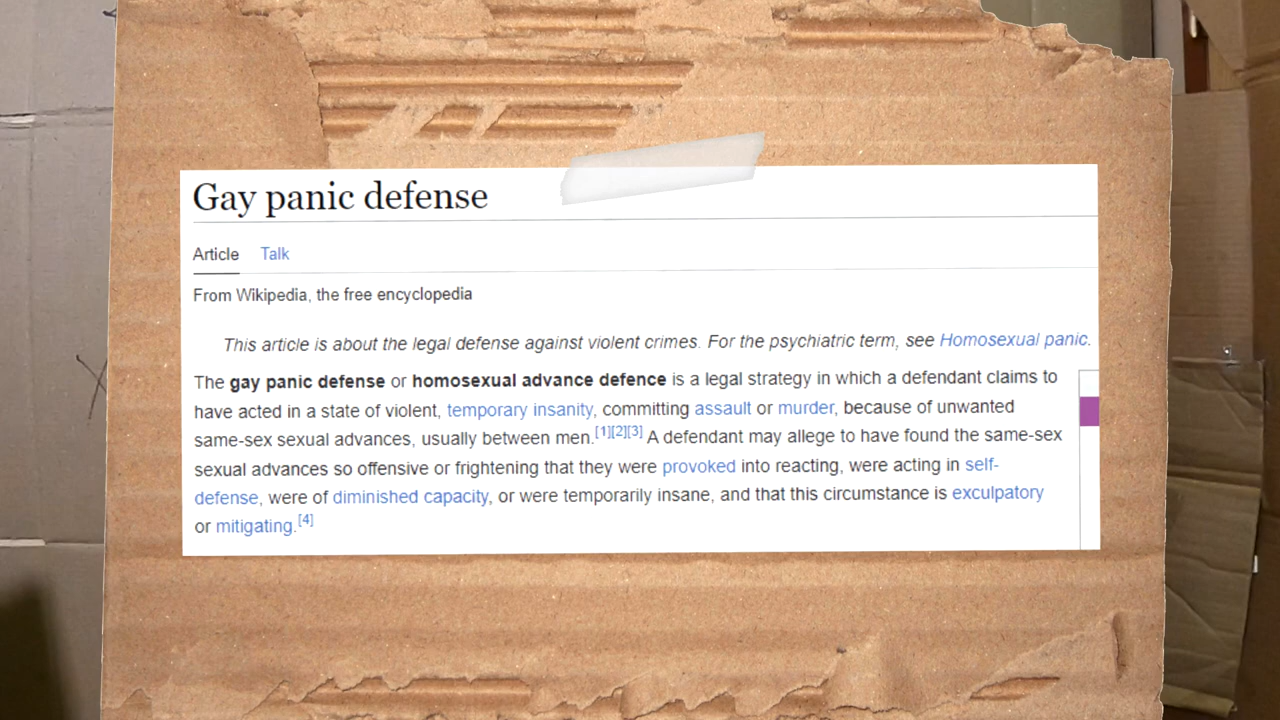 Gay panic defense
Article Talk
From Wikipedia, the free encyclopedia
This article is about the legal defense against violent crimes. For the psychiatric term, see Homosexual panic.
The gay panic defense or homosexual advance defence is a legal strategy in which a defendant claims to
have acted in a state of violent, temporary insanity, committing assault or murder, because of unwanted
same-sex sexual advances, usually between men.[1][2][3] A defendant may allege to have found the same-sex
sexual advances so offensive or frightening that they were provoked into reacting, were acting in self-
defense, were of diminished capacity, or were temporarily insane, and that this circumstance is exculpatory
or mitigating.[4]